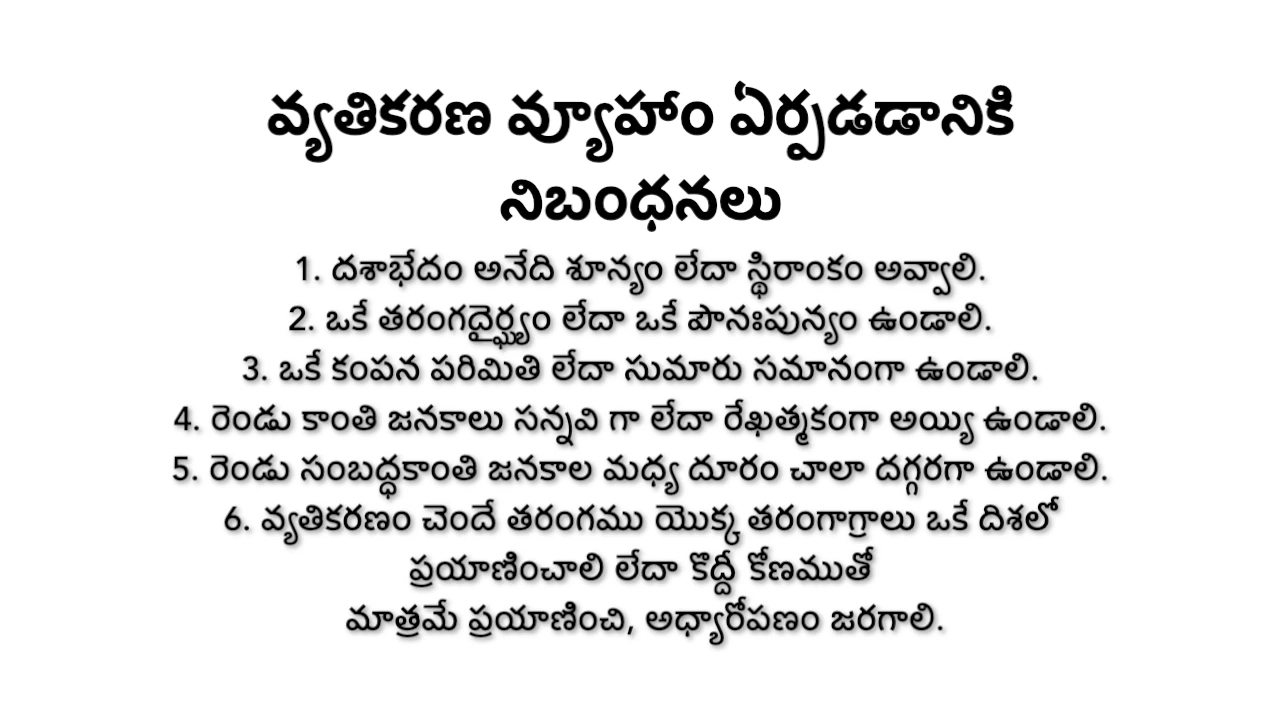 వ్యతికరణ వ్యూహాం ఏర్పడడానికి
నిబంధనలు
1. దశాభేదం అనేది శూన్యం లేదా స్థిరాంకం అవ్వాలి.
2. ఒకే తరంగదైర్ఘ్యం లేదా ఒకే పౌనఃపున్యం ఉండాలి.
3. ఒకే కంపన పరిమితి లేదా సుమారు సమానంగా ఉండాలి.
4. రెండు కాంతి జనకాలు సన్నవి గా లేదా రేఖత్మకంగా అయ్యి ఉండాలి.
5. రెండు సంబద్ధకాంతి జనకాల మధ్య దూరం చాలా దగ్గరగా ఉండాలి.
6. వ్యతికరణం చెందే తరంగము యొక్క తరంగాగ్రాలు ఒకే దిశలో
ప్రయాణించాలి లేదా కొద్దీ కోణముతో
మాత్రమే ప్రయాణించి, అధ్యారోపణం జరగాలి.